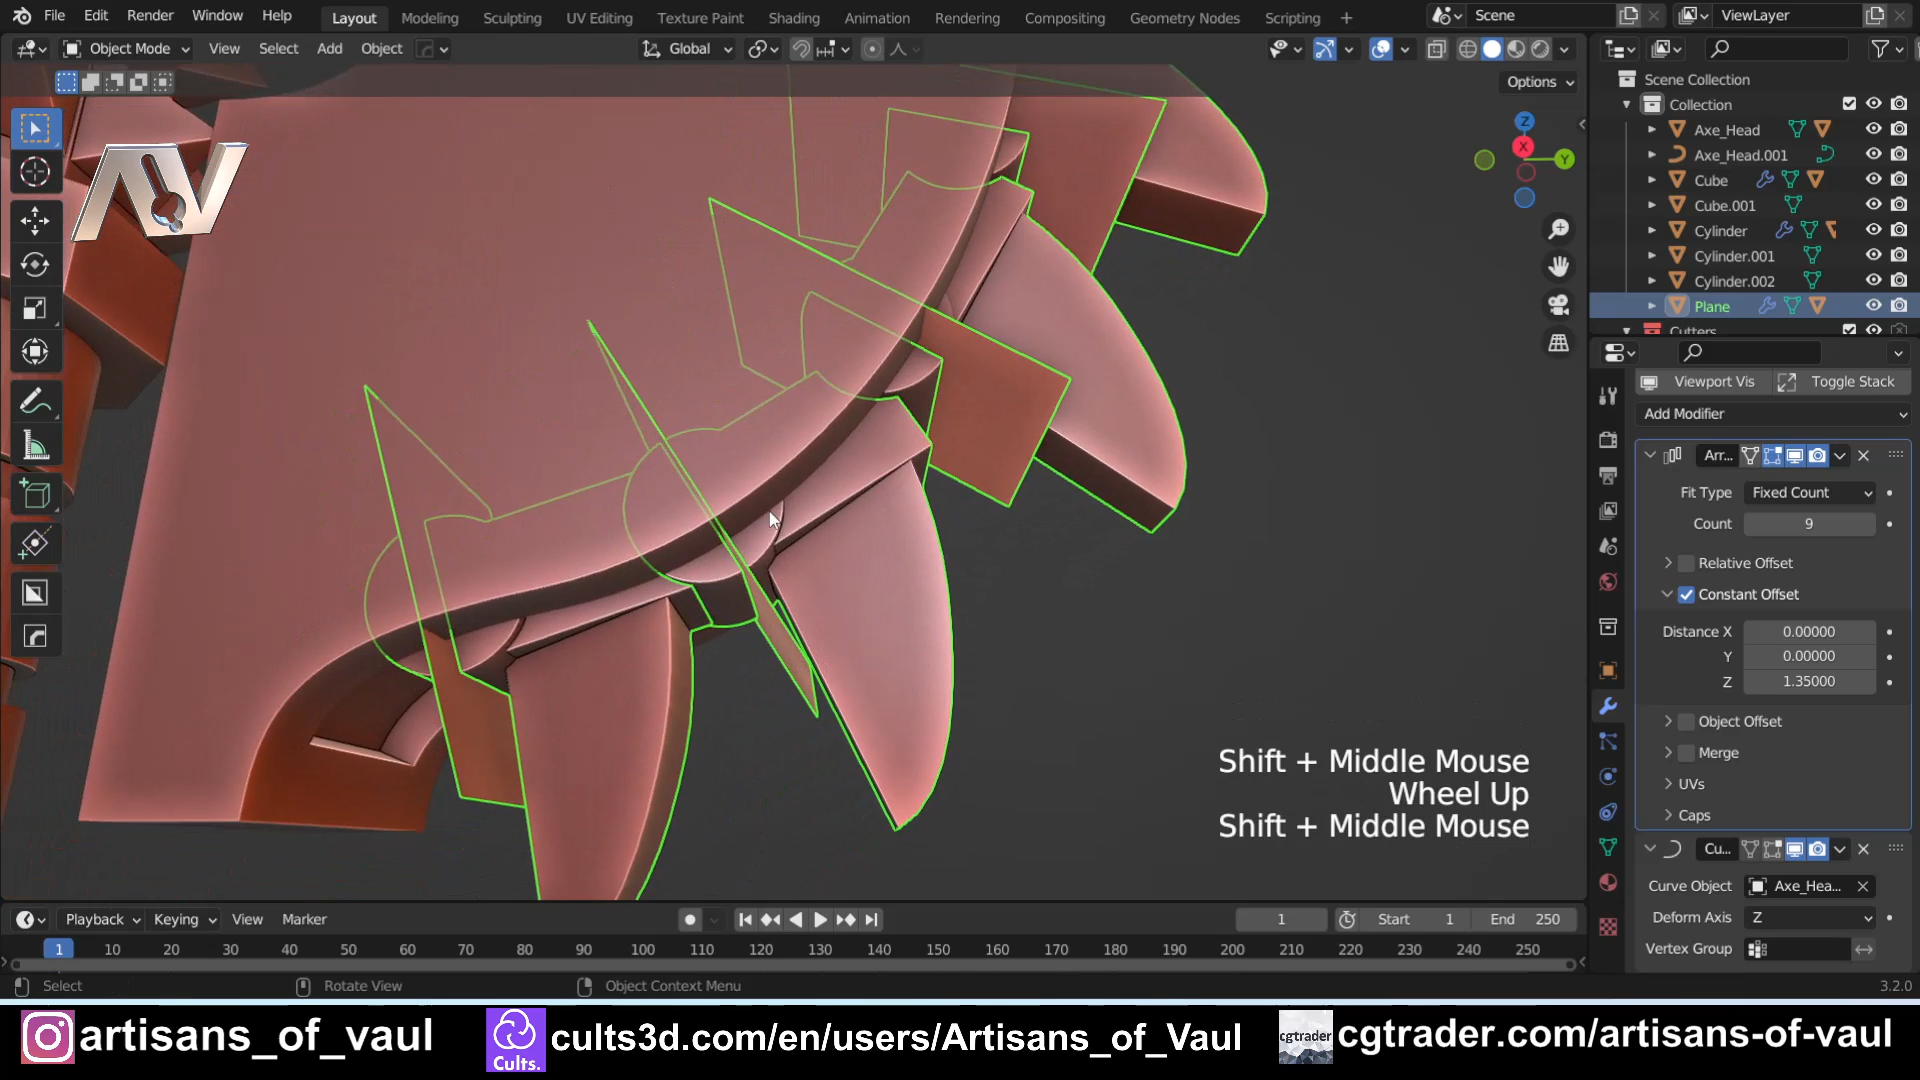 File Edit Render Window Help Layout Modeling Sculpting UV Editing Texture Paint Shading Animation Rendering Compositing Geometry Nodes Scripting + Scene ViewLayer
Object Mode View Select Add Object Global
Options
Z
X
Y
Scene Collection
Collection
Axe_Head
Axe_Head.001
Cube
Cube.001
Cylinder
Cylinder.001
Cylinder.002
Plane
Cutters
Viewport Vis Toggle Stack
Add Modifier
Arr...
Fit Type Fixed Count
Count 9
Relative Offset
Constant Offset
Distance X 0.00000
Y 0.00000
Z 1.35000
Object Offset
Merge
UVs
Caps
Cu...
Curve Object Axe_Hea...
Deform Axis Z
Vertex Group
Shift + Middle Mouse
Wheel Up
Shift + Middle Mouse
Playback Keying View Marker 1 Start 1 End 250
1 10 20 30 40 50 60 70 80 90 100 110 120 130 140 150 160 170 180 190 200 210 220 230 240 250
Select Rotate View Object Context Menu 3.2.0
artisans_of_vaul Cults. cults3d.com/en/users/Artisans_of_Vaul cgtrader cgtrader.com/artisans-of-vaul